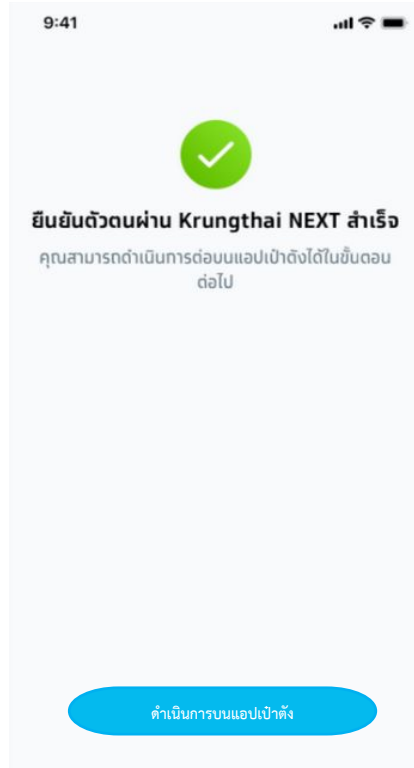 9:41
ยืนยันตัวตนผ่าน Krungthai NEXT สำเร็จ
คุณสามารถดำเนินการต่อบนแอปเป๋าตังได้ในขั้นตอน
ต่อไป
ดำเนินการบนแอปเป๋าตัง